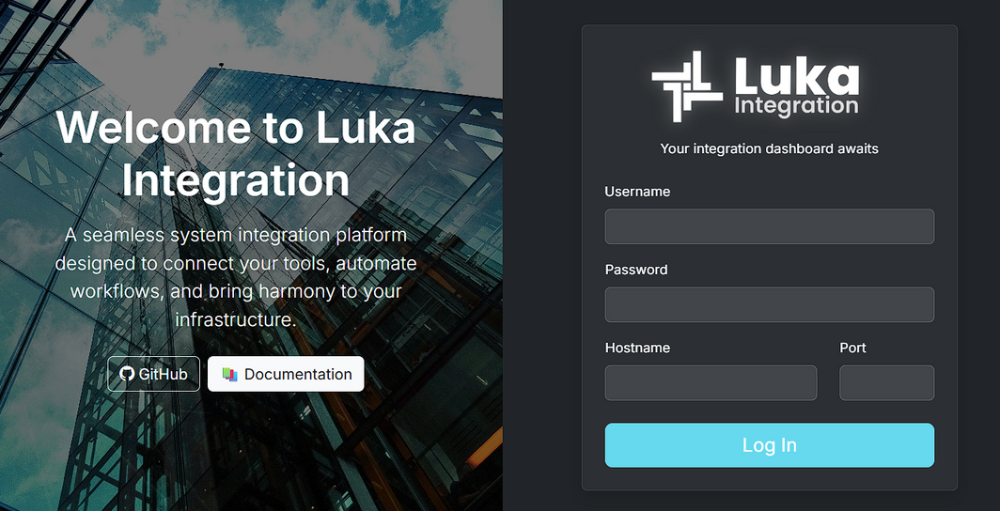 Welcome to Luka
Integration
A seamless system integration platform
designed to connect your tools, automate
workflows, and bring harmony to your
infrastructure.
GitHub
Documentation
Luka
Integration
Your integration dashboard awaits
Username
Password
Hostname
Port
Log In